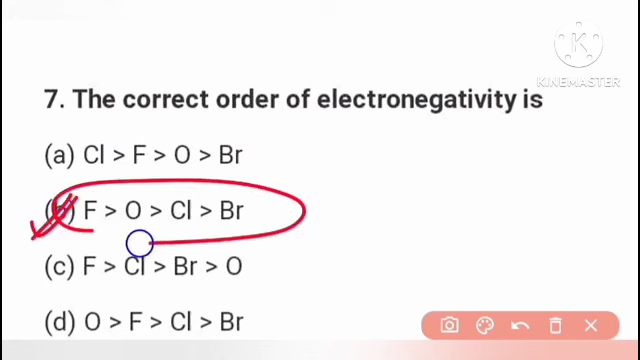 K
KINEMASTER
7. The correct order of electronegativity is
(a) Cl > F > O > Br
(b) F > O > Cl > Br
(c) F > Cl > Br > O
(d) O > F > Cl > Br